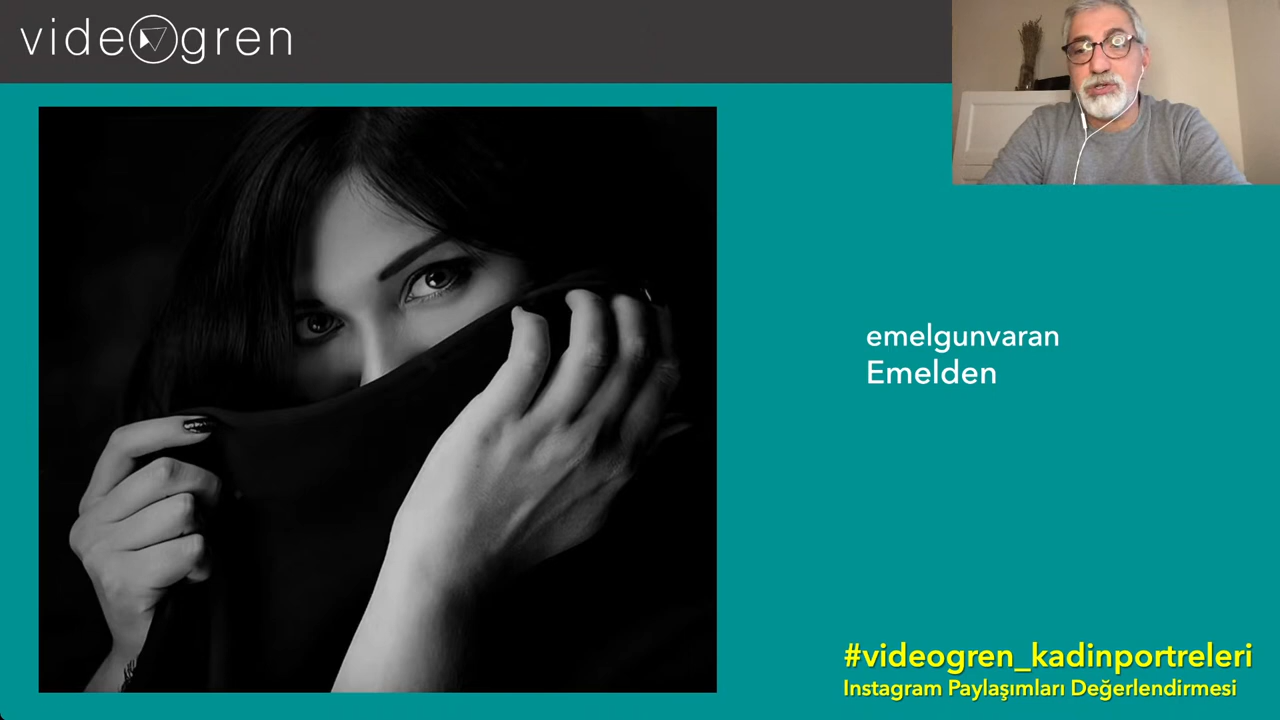 videogren
emelgunvaran
Emelden
#videogren_kadinportreleri
Instagram Paylaşımları Değerlendirmesi